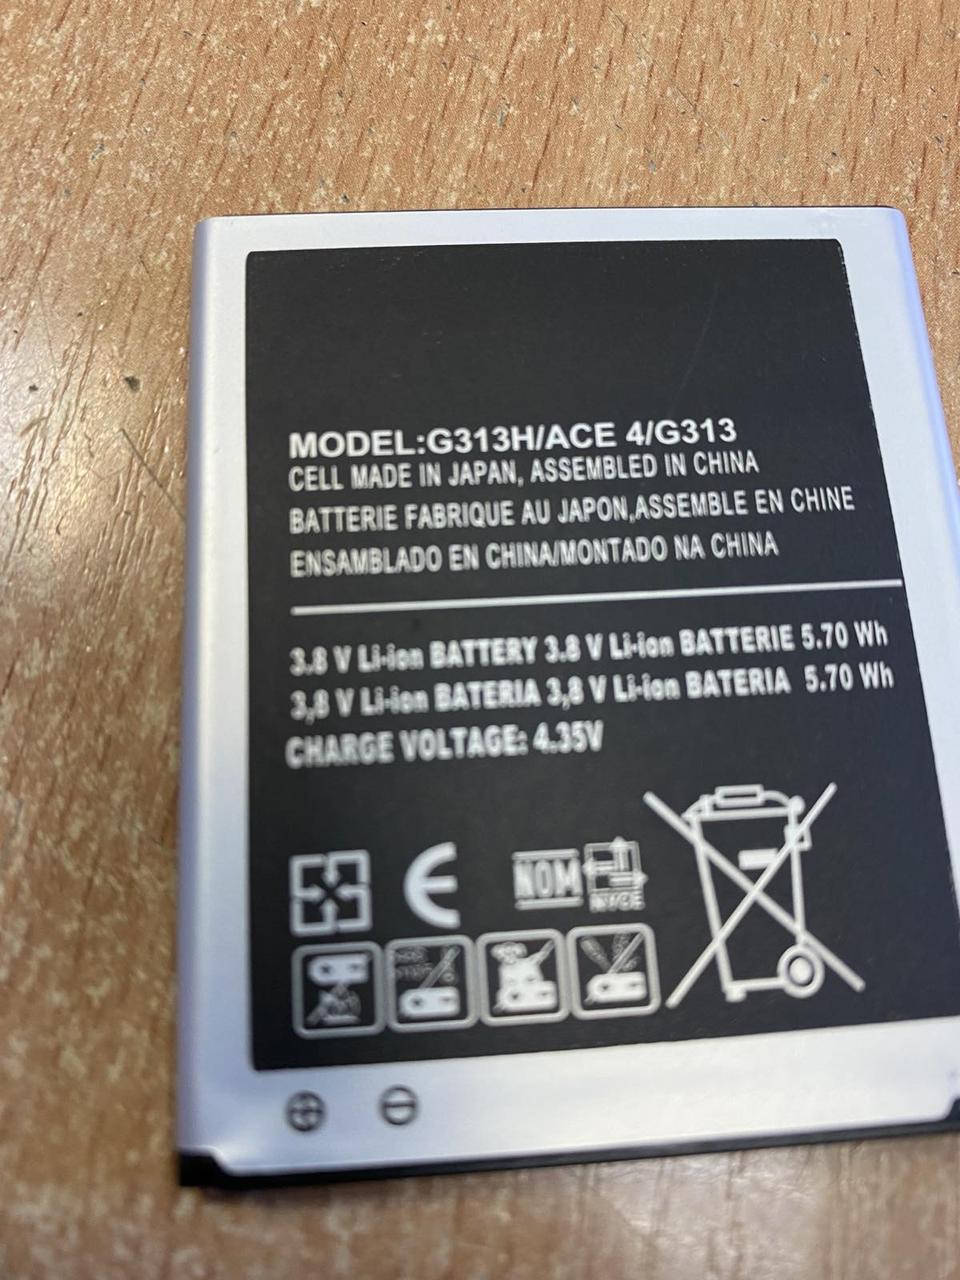 MODEL:G313H/ACE 4/G313
CELL MADE IN JAPAN, ASSEMBLED IN CHINA
BATTERIE FABRIQUE AU JAPON,ASSEMBLE EN CHINE
ENSAMBLADO EN CHINA/MONTADO NA CHINA
3.8 V Li-ion BATTERY 3.8 V Li-ion BATTERIE 5.70 Wh
3,8 V Li-ion BATERIA 3,8 V Li-ion BATERIA 5.70 Wh
CHARGE VOLTAGE: 4.35V
CE NOM NYCE